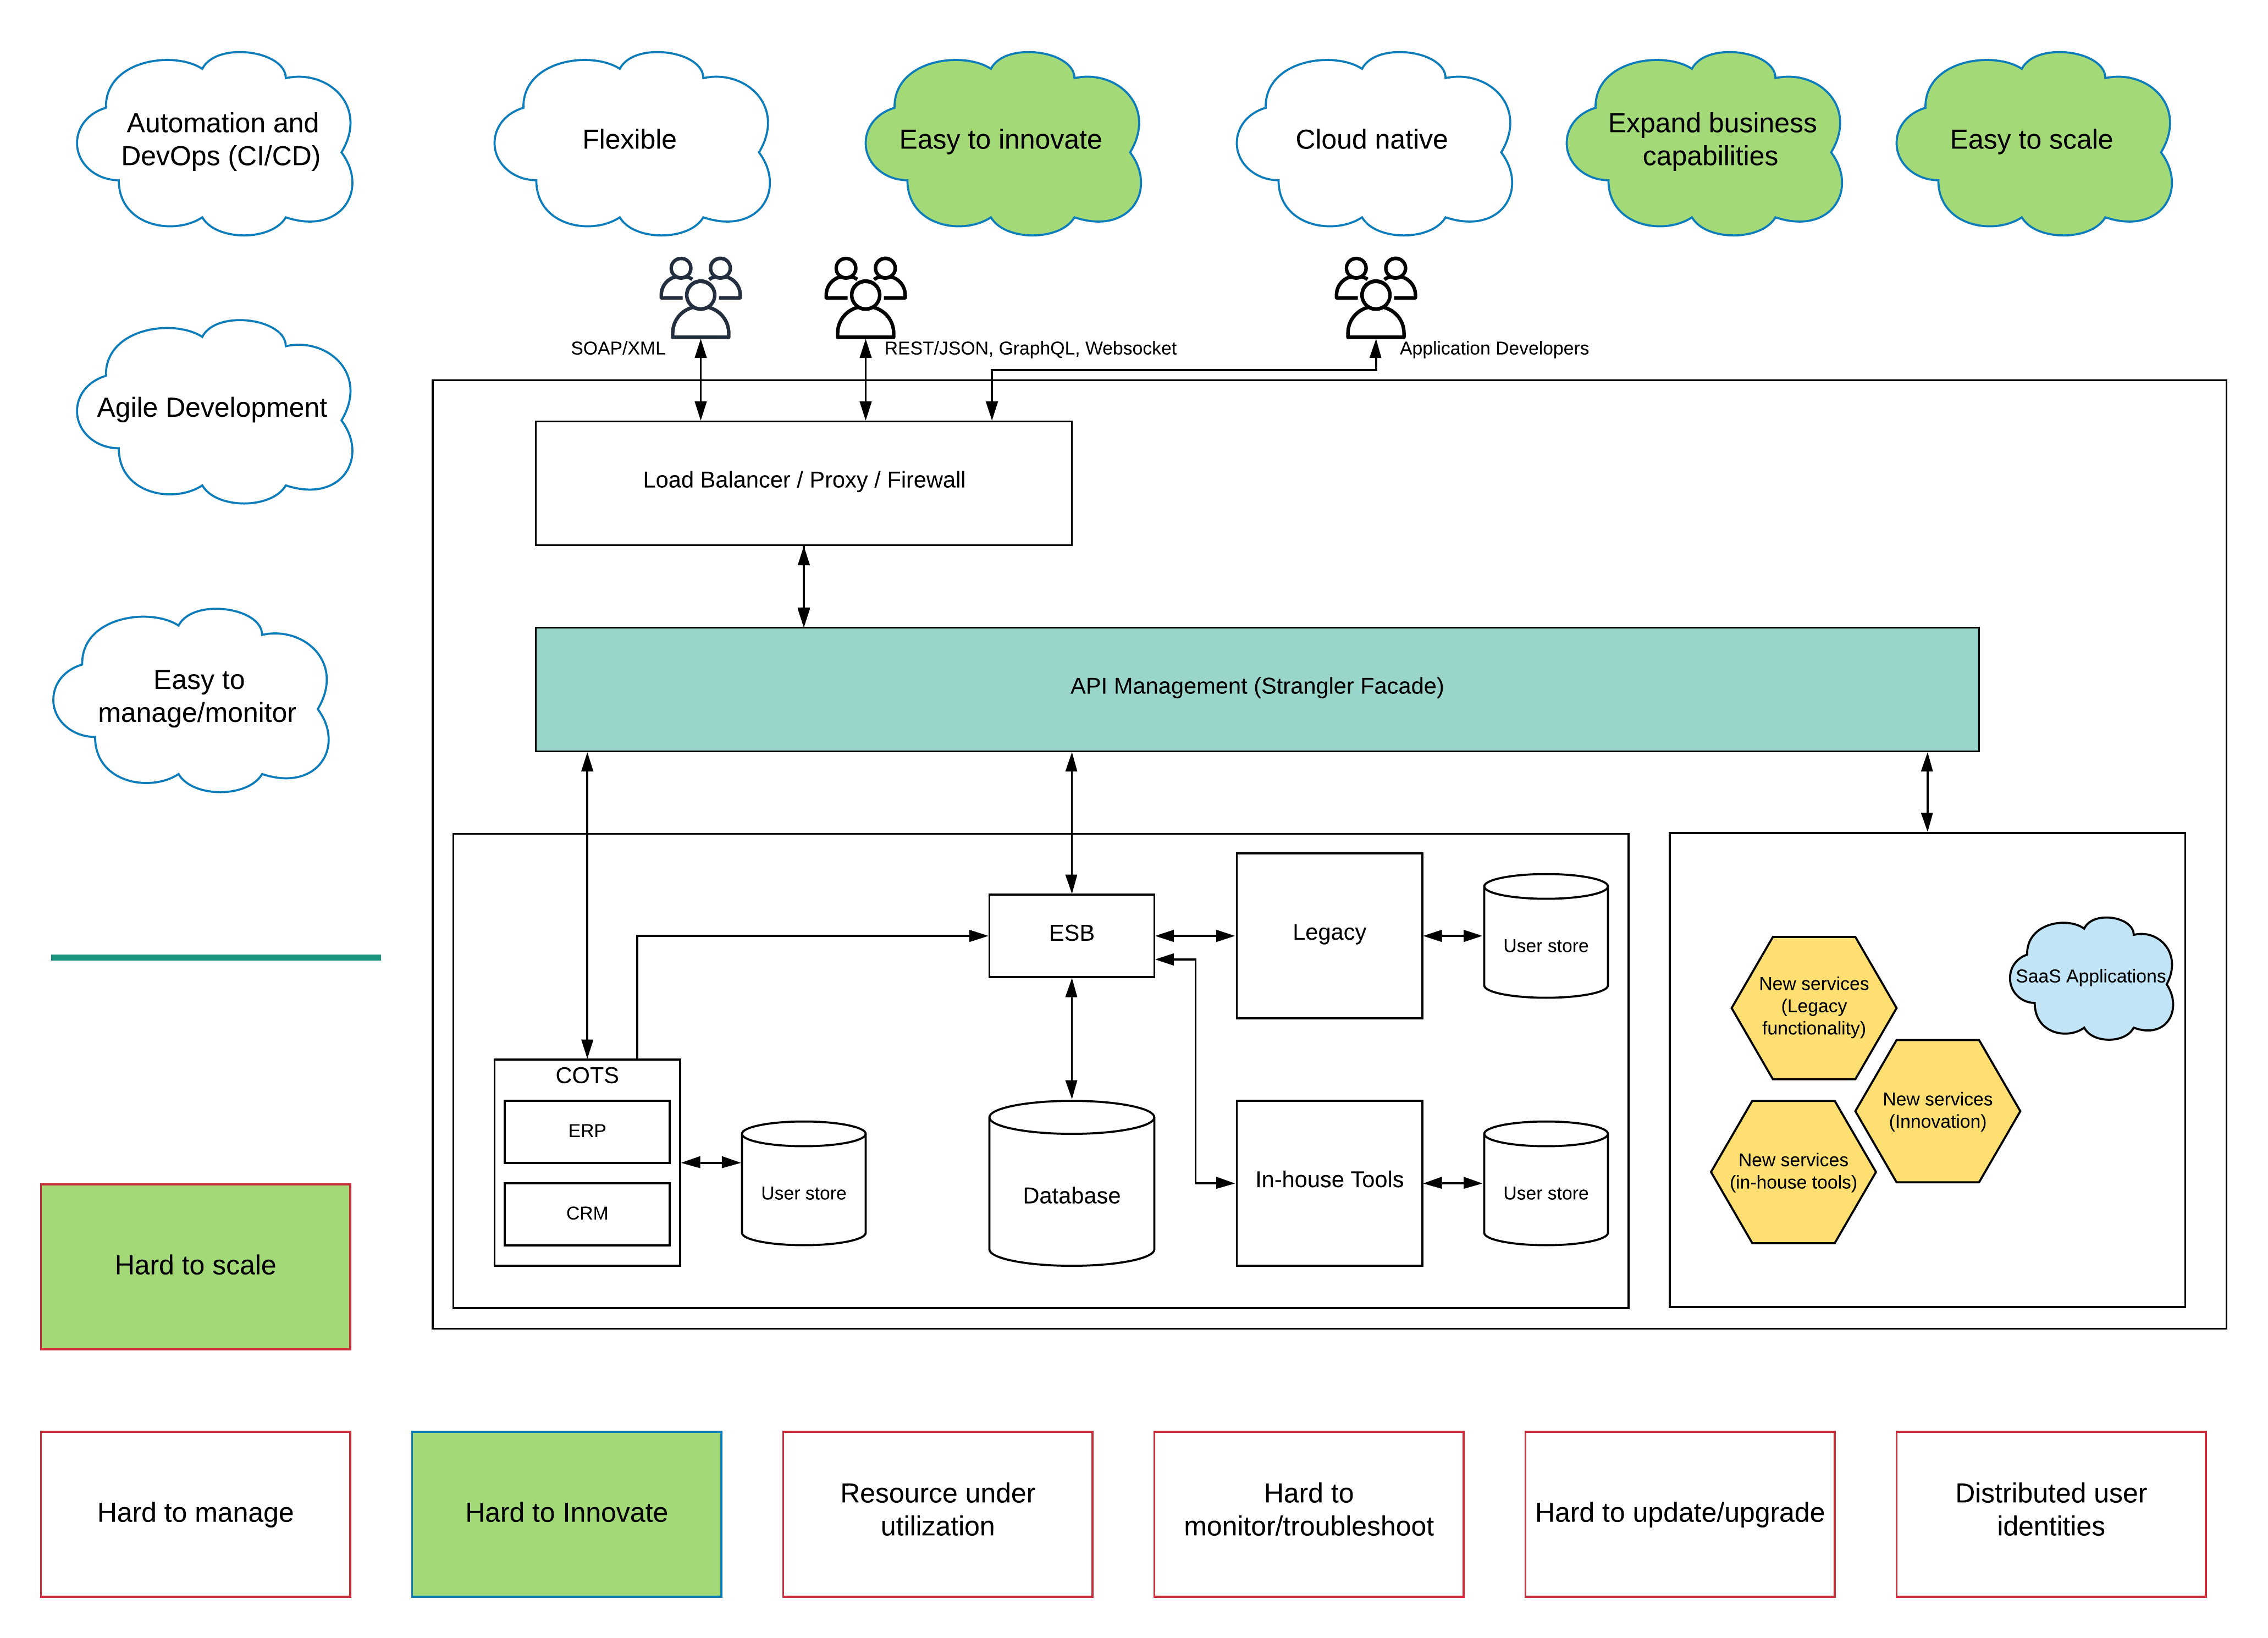 Automation and
DevOps (CI/CD)
Flexible
Easy to innovate
Cloud native
Expand business
capabilities
Easy to scale
SOAP/XML
REST/JSON, GraphQL, Websocket
Application Developers
Agile Development
Load Balancer / Proxy / Firewall
Easy to
manage/monitor
API Management (Strangler Facade)
ESB
Legacy
User store
SaaS Applications
New services
(Legacy
functionality)
New services
(Innovation)
New services
(in-house tools)
COTS
ERP
CRM
User store
Database
In-house Tools
User store
Hard to scale
Hard to manage
Hard to Innovate
Resource under
utilization
Hard to
monitor/troubleshoot
Hard to update/upgrade
Distributed user
identities